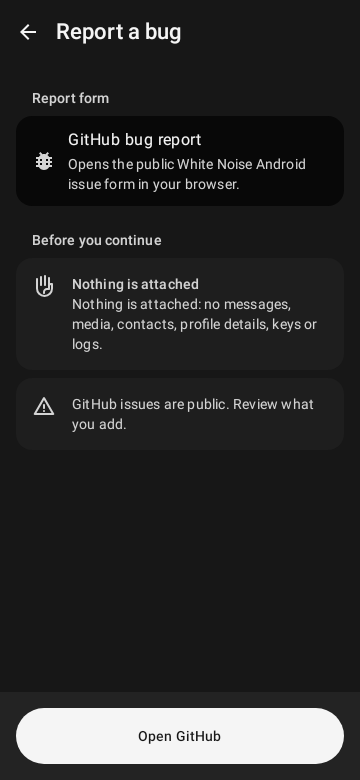 Report a bug
Report form
GitHub bug report
Opens the public White Noise Android
issue form in your browser.
Before you continue
Nothing is attached
Nothing is attached: no messages,
media, contacts, profile details, keys or
logs.
GitHub issues are public. Review what
you add.
Open GitHub